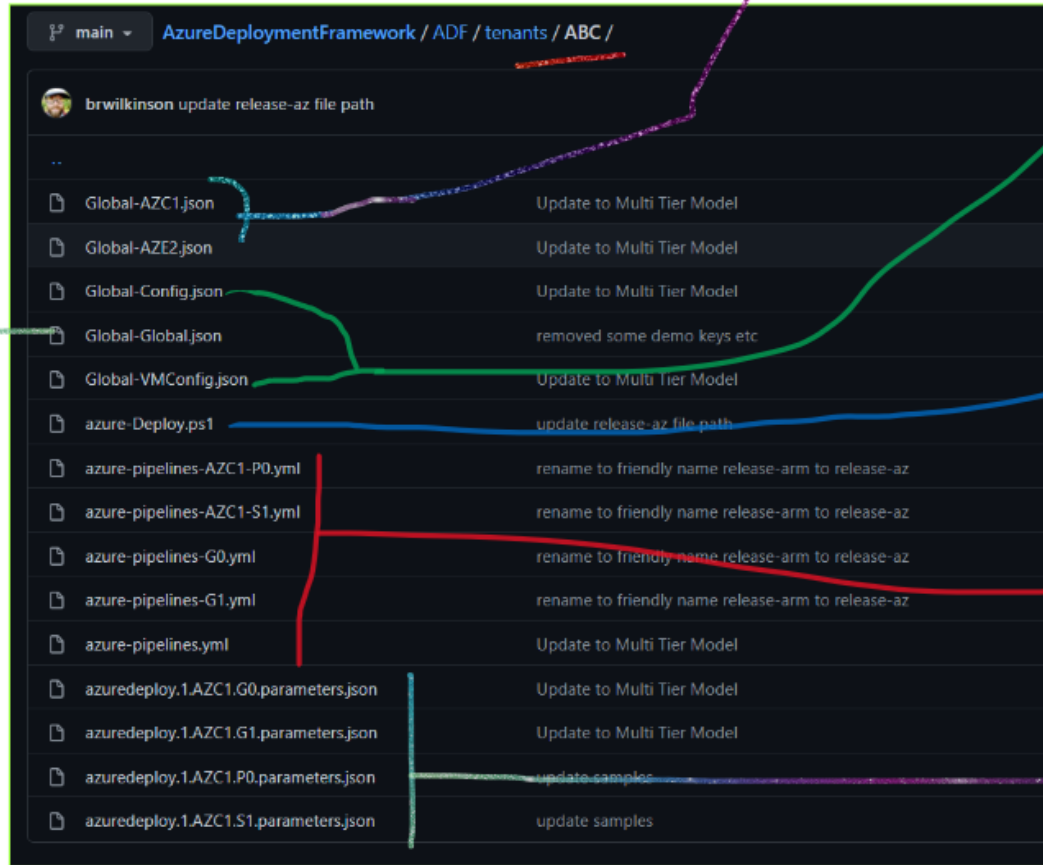 main AzureDeploymentFramework / ADF / tenants / ABC /
brwilkinson update release-az file path
..
Global-AZC1.json Update to Multi Tier Model
Global-AZE2.json Update to Multi Tier Model
Global-Config.json Update to Multi Tier Model
Global-Global.json removed some demo keys etc
Global-VMConfig.json Update to Multi Tier Model
azure-Deploy.ps1 update release-az file path
azure-pipelines-AZC1-P0.yml rename to friendly name release-arm to release-az
azure-pipelines-AZC1-S1.yml rename to friendly name release-arm to release-az
azure-pipelines-G0.yml rename to friendly name release-arm to release-az
azure-pipelines-G1.yml rename to friendly name release-arm to release-az
azure-pipelines.yml Update to Multi Tier Model
azuredeploy.1.AZC1.G0.parameters.json Update to Multi Tier Model
azuredeploy.1.AZC1.G1.parameters.json Update to Multi Tier Model
azuredeploy.1.AZC1.P0.parameters.json update samples
azuredeploy.1.AZC1.S1.parameters.json update samples